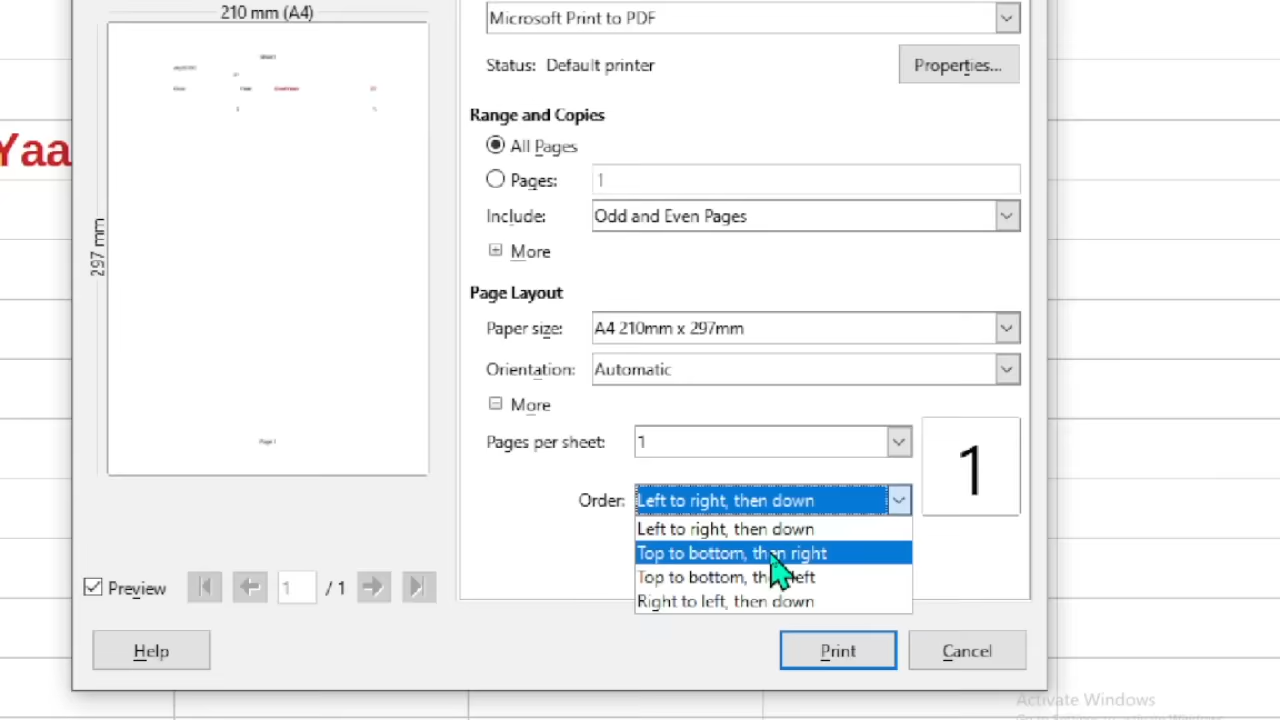 210 mm (A4)
Microsoft Print to PDF
Status: Default printer
Properties...
Range and Copies
All Pages
Yaa
Pages: 1
Include: Odd and Even Pages
More
297 mm
Page Layout
Paper size: A4 210mm x 297mm
Orientation: Automatic
More
Page 1
Pages per sheet: 1
1
Order: Left to right, then down
Left to right, then down
Top to bottom, then right
Top to bottom, then left
Right to left, then down
Preview 1 / 1
Help
Print
Cancel
Activate Windows